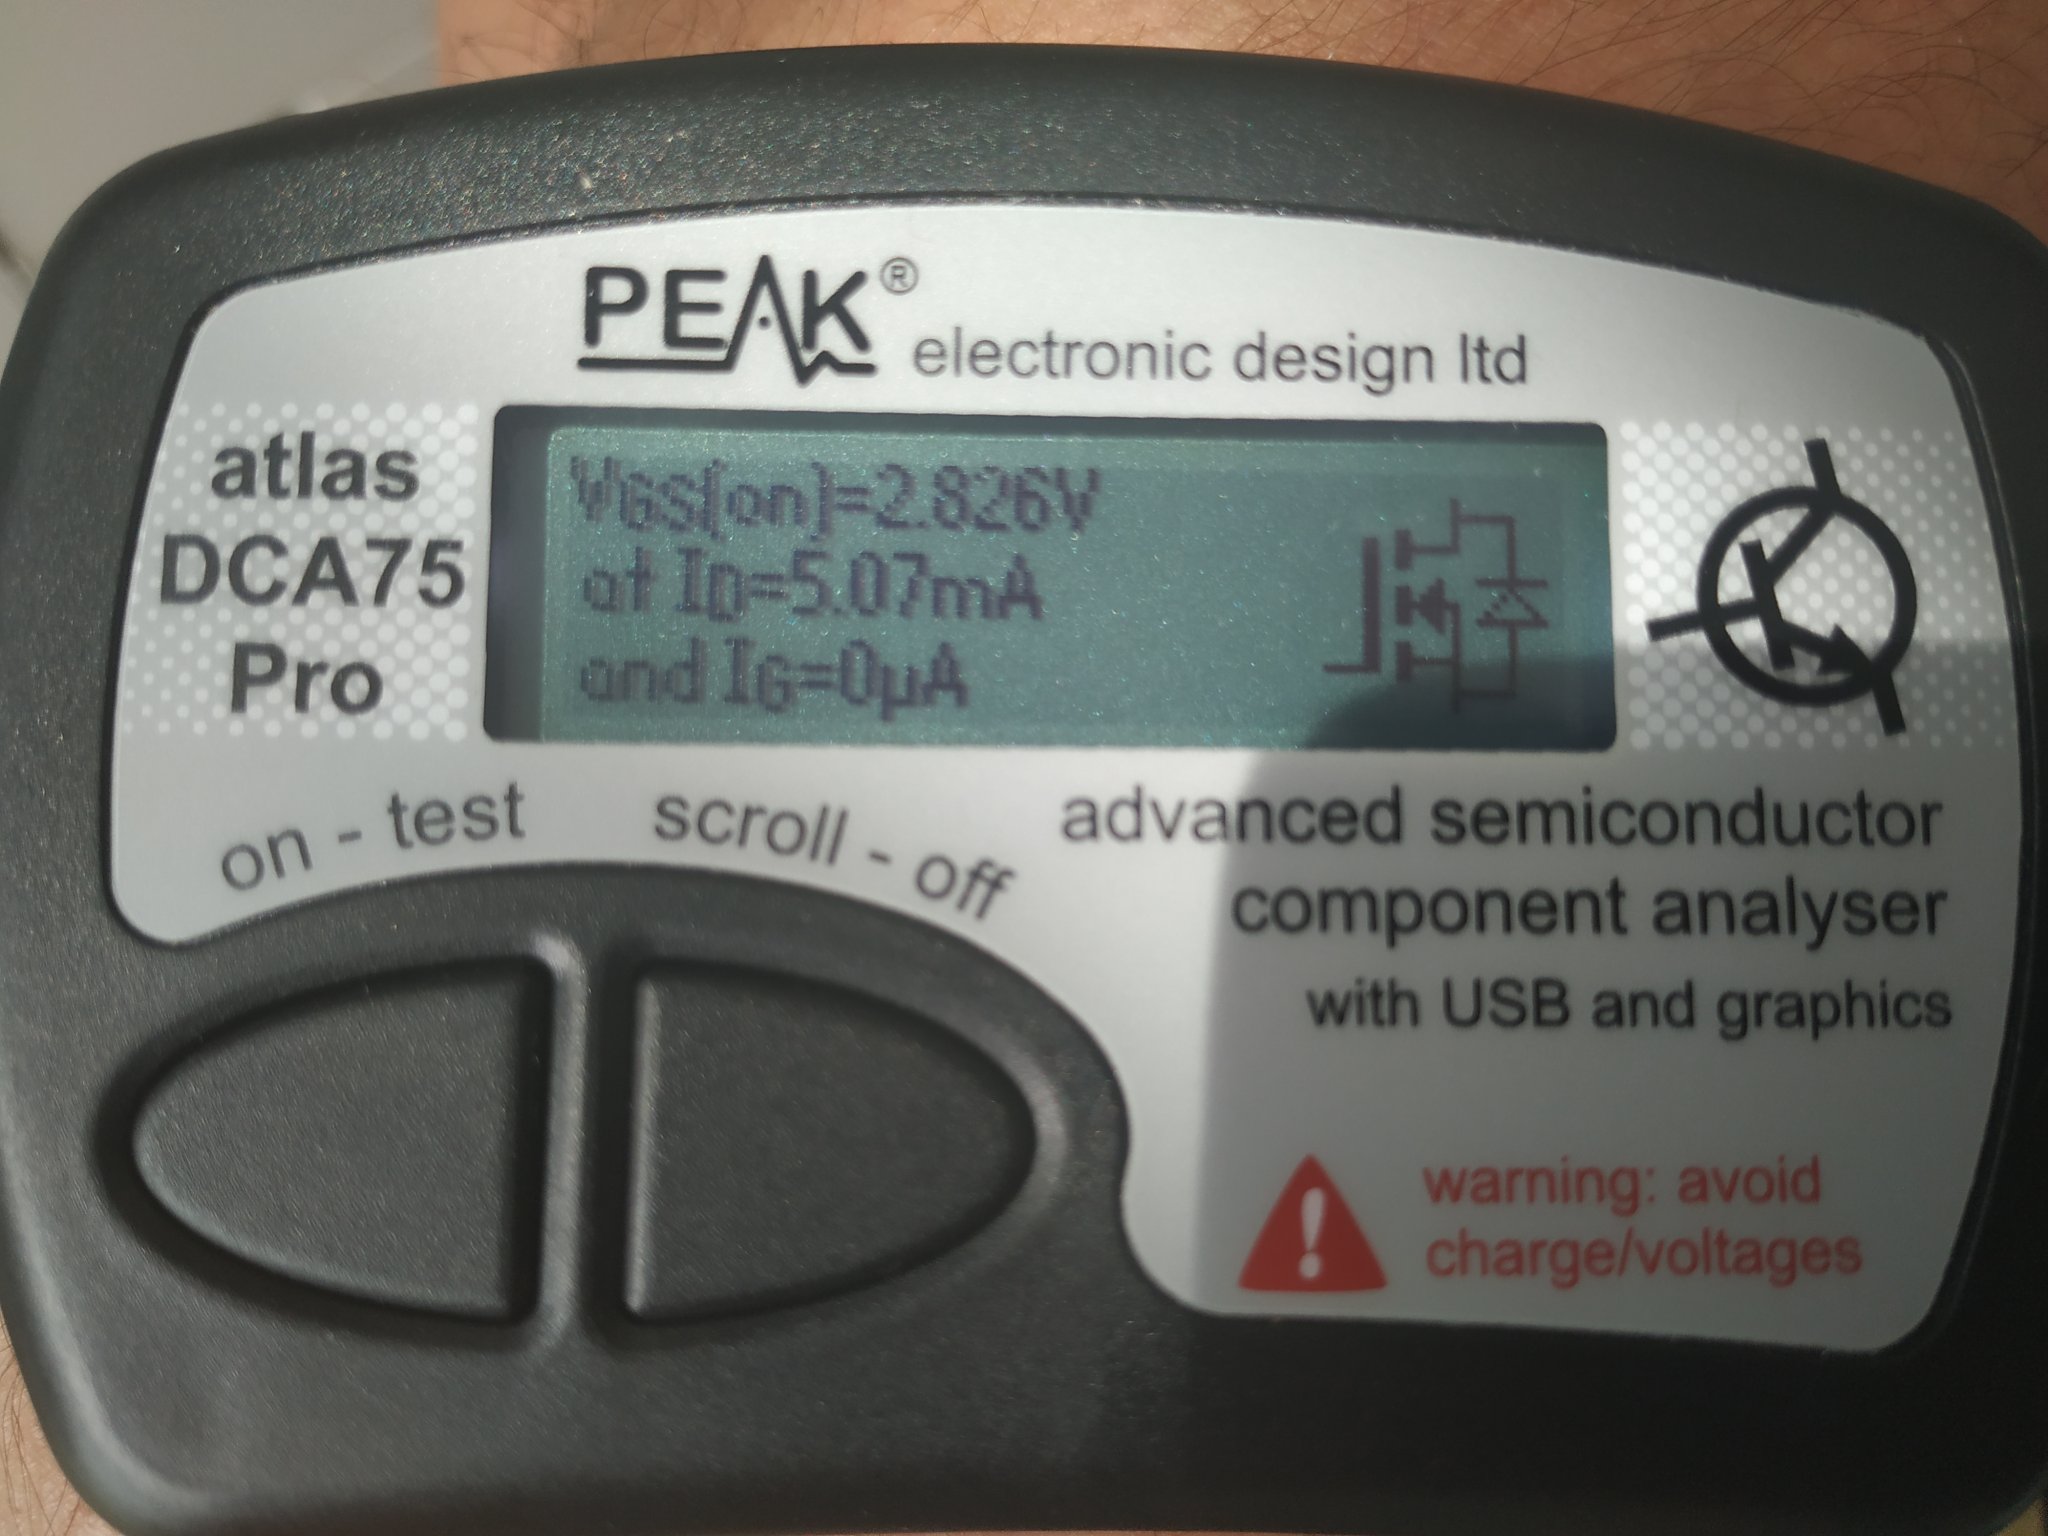 PEAK®
electronic design ltd
atlas
DCA75
Pro
VGS(on)=2.826V
at ID=5.07mA
and IG=0µA
on - test
scroll - off
advanced semiconductor
component analyser
with USB and graphics
warning: avoid
charge/voltages